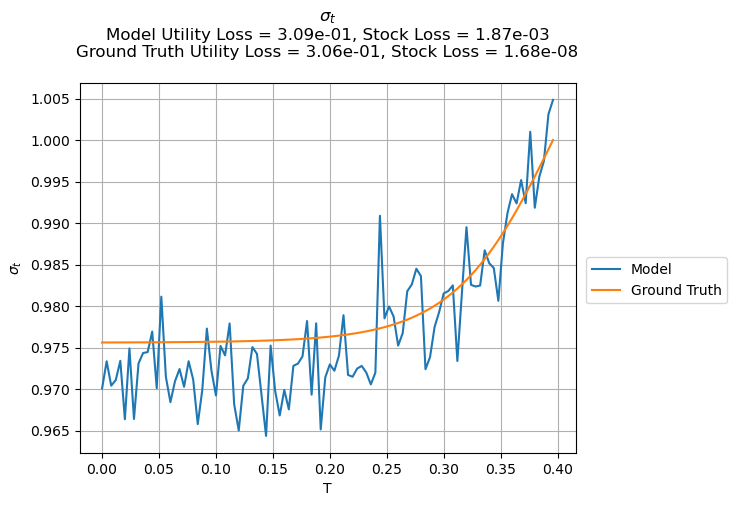 σt
Model Utility Loss = 3.09e-01, Stock Loss = 1.87e-03
Ground Truth Utility Loss = 3.06e-01, Stock Loss = 1.68e-08
1.005
1.000
0.995
0.990
0.985
0.980
0.975
0.970
0.965
σt
0.00 0.05 0.10 0.15 0.20 0.25 0.30 0.35 0.40
T
Model
Ground Truth